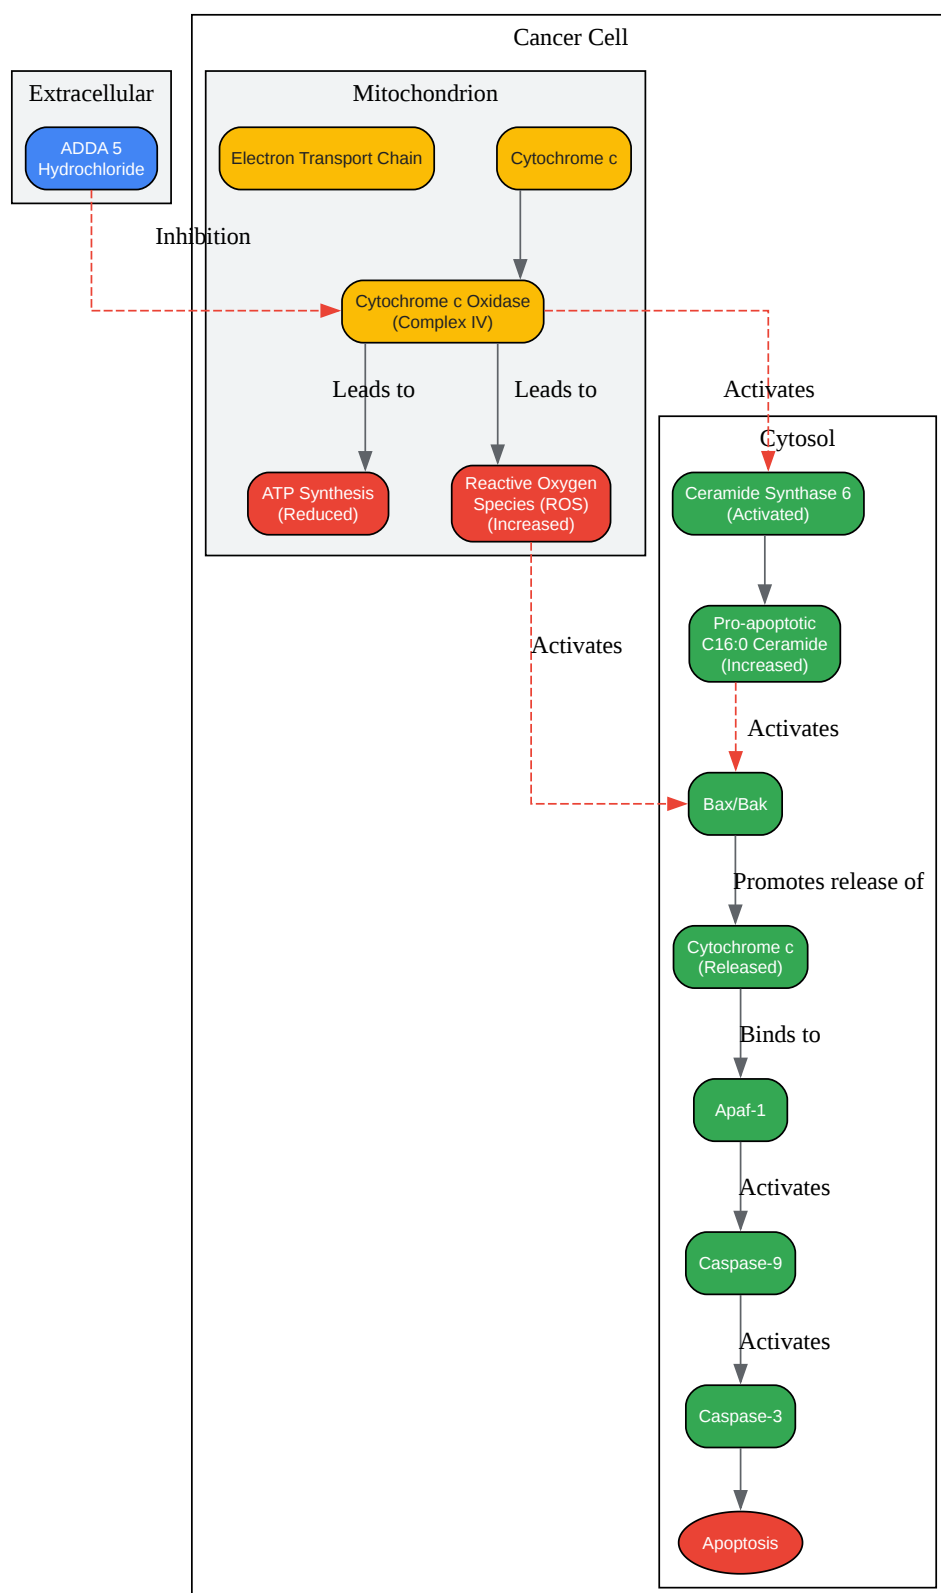 Cancer Cell
Extracellular
Mitochondrion
ADDA 5
Hydrochloride
Electron Transport Chain
Cytochrome c
Inhibition
Cytochrome c Oxidase
(Complex IV)
Leads to
Leads to
Activates
Cytosol
ATP Synthesis
(Reduced)
Reactive Oxygen
Species (ROS)
(Increased)
Ceramide Synthase 6
(Activated)
Activates
Pro-apoptotic
C16:0 Ceramide
(Increased)
Activates
Bax/Bak
Promotes release of
Cytochrome c
(Released)
Binds to
Apaf-1
Activates
Caspase-9
Activates
Caspase-3
Apoptosis